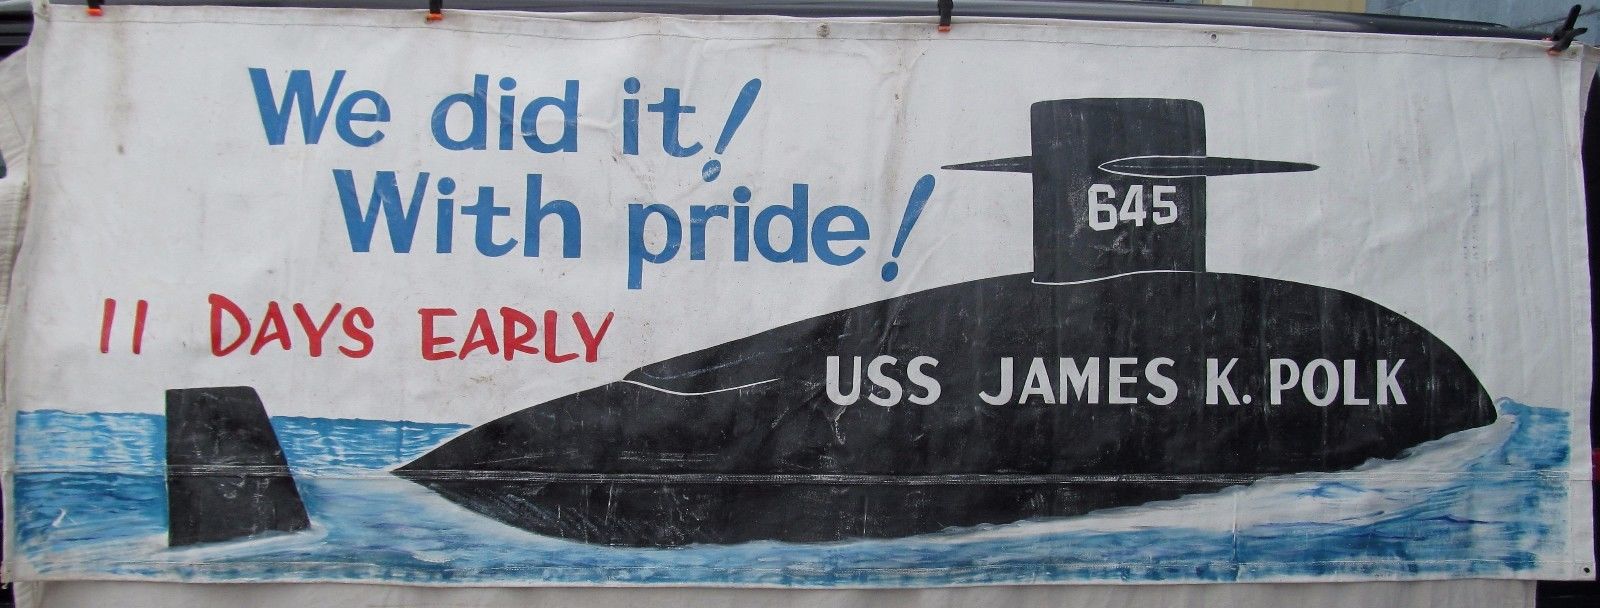 We did it!
With pride!
11 DAYS EARLY
645
USS JAMES K. POLK